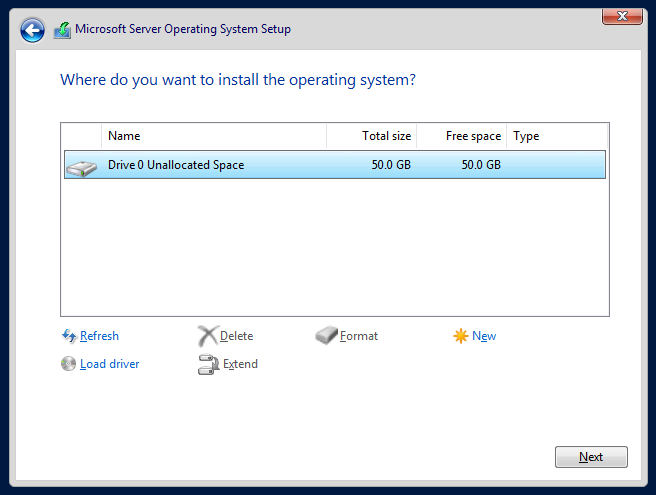 Microsoft Server Operating System Setup
Where do you want to install the operating system?
Name Total size Free space Type
Drive 0 Unallocated Space 50.0 GB 50.0 GB
Refresh Delete Format New
Load driver Extend
Next